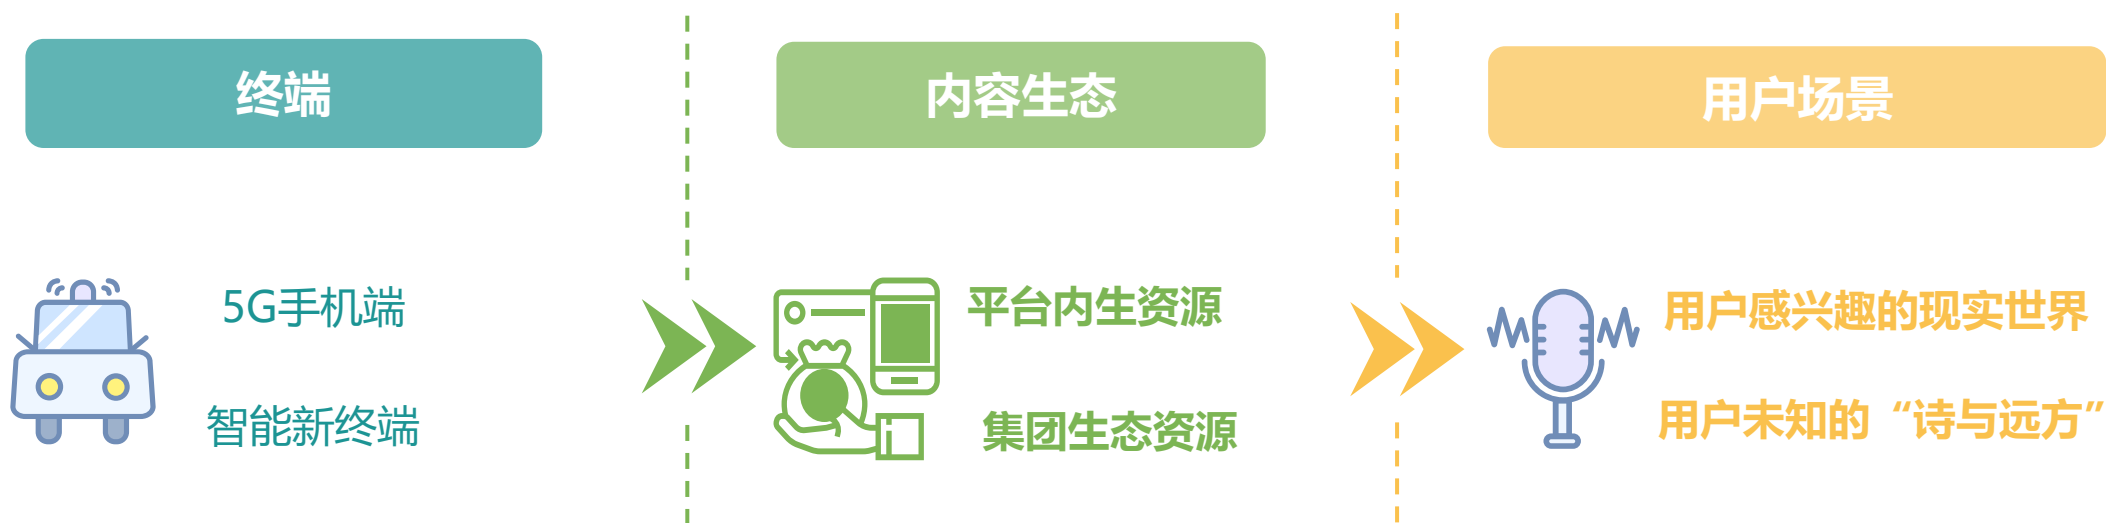 终端
内容生态
用户场景
5G手机端
智能新终端
平台内生资源
集团生态资源
用户感兴趣的现实世界
用户未知的“诗与远方”